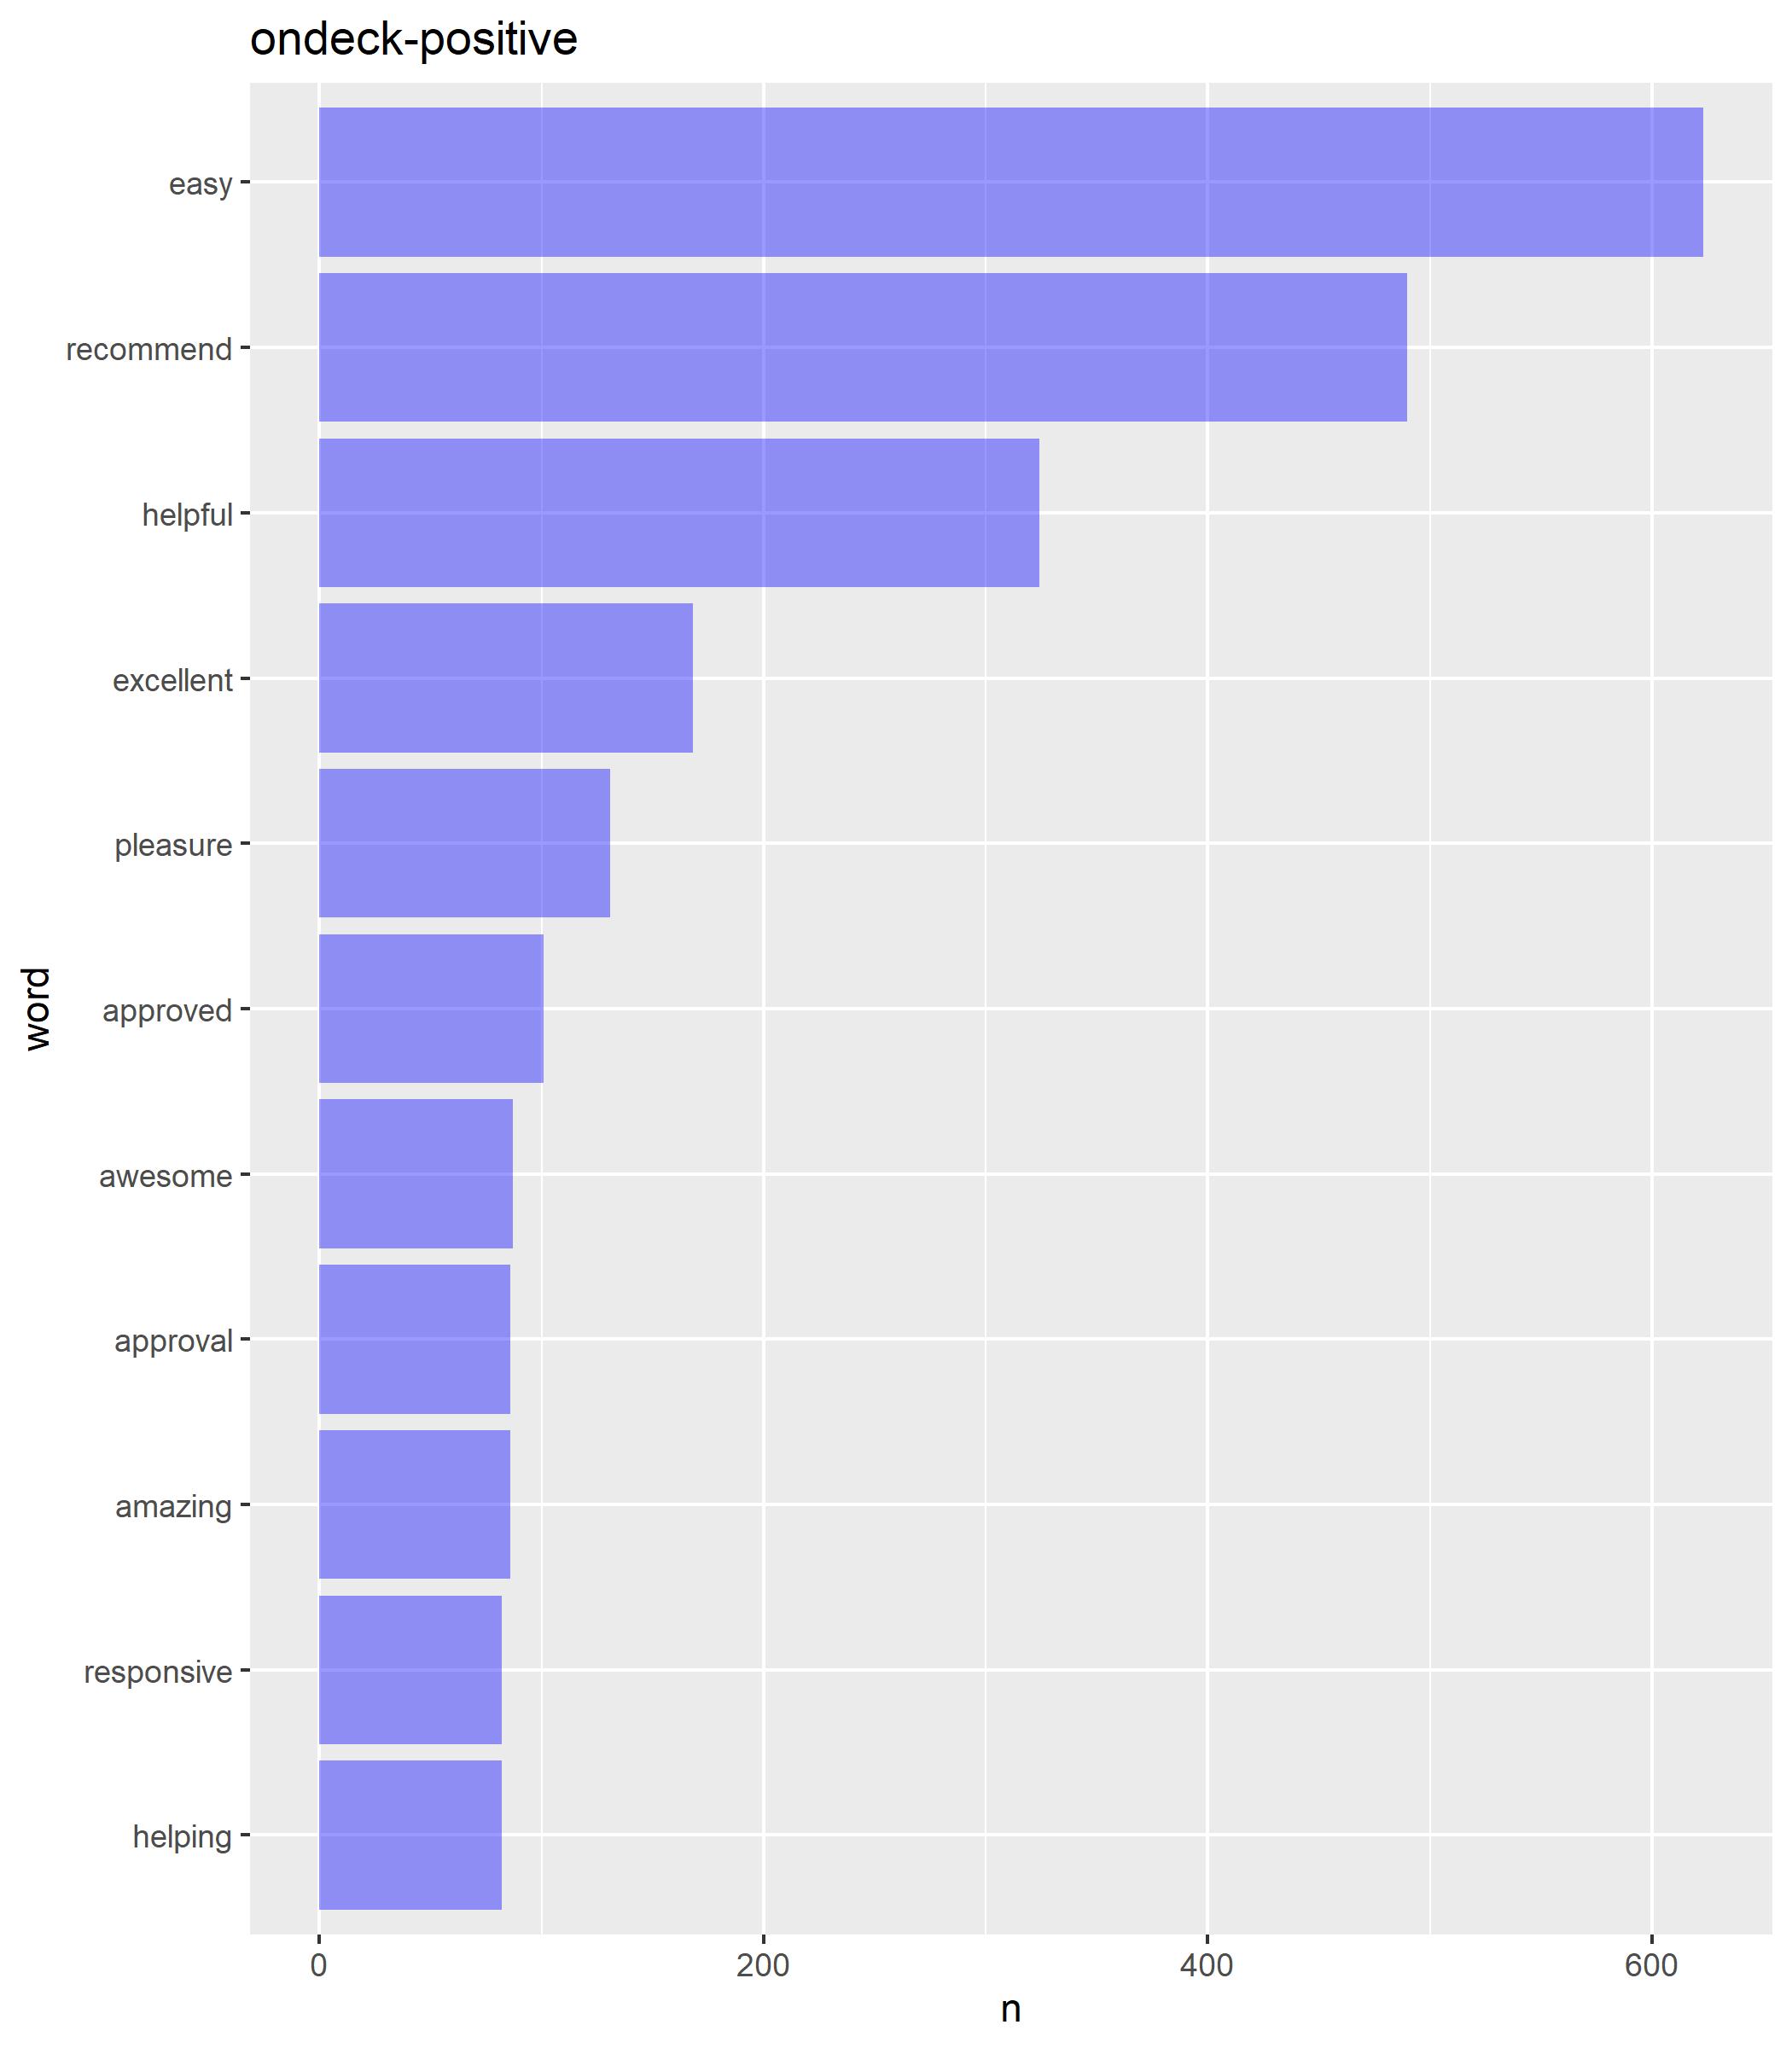 ondeck-positive
easy
recommend
helpful
excellent
pleasure
approved
awesome
approval
amazing
responsive
helping
word
0 200 400 600
n